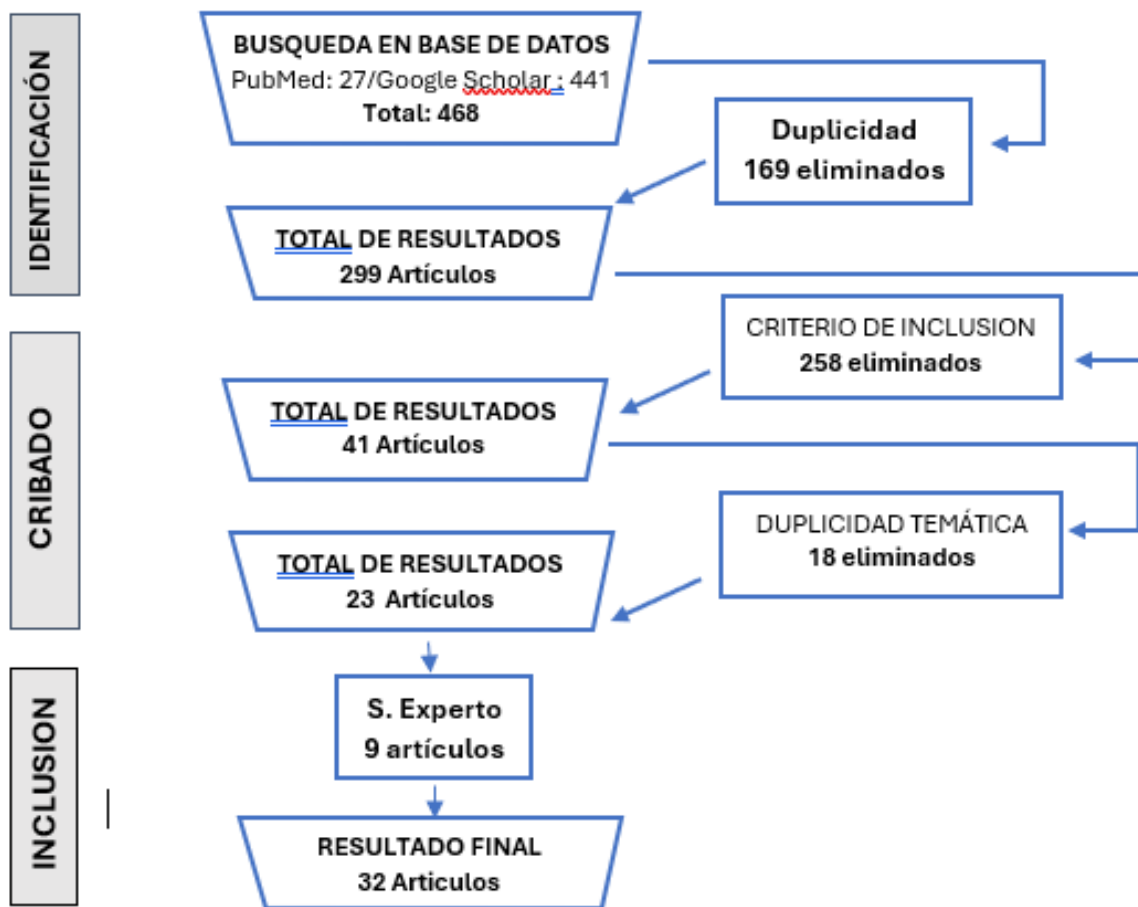 IDENTIFICACIÓN
BUSQUEDA EN BASE DE DATOS
PubMed: 27/Google Scholar : 441
Total: 468
Duplicidad
169 eliminados
TOTAL DE RESULTADOS
299 Artículos
CRIBADO
CRITERIO DE INCLUSION
258 eliminados
TOTAL DE RESULTADOS
41 Artículos
DUPLICIDAD TEMÁTICA
18 eliminados
TOTAL DE RESULTADOS
23 Artículos
INCLUSION
S. Experto
9 artículos
RESULTADO FINAL
32 Articulos